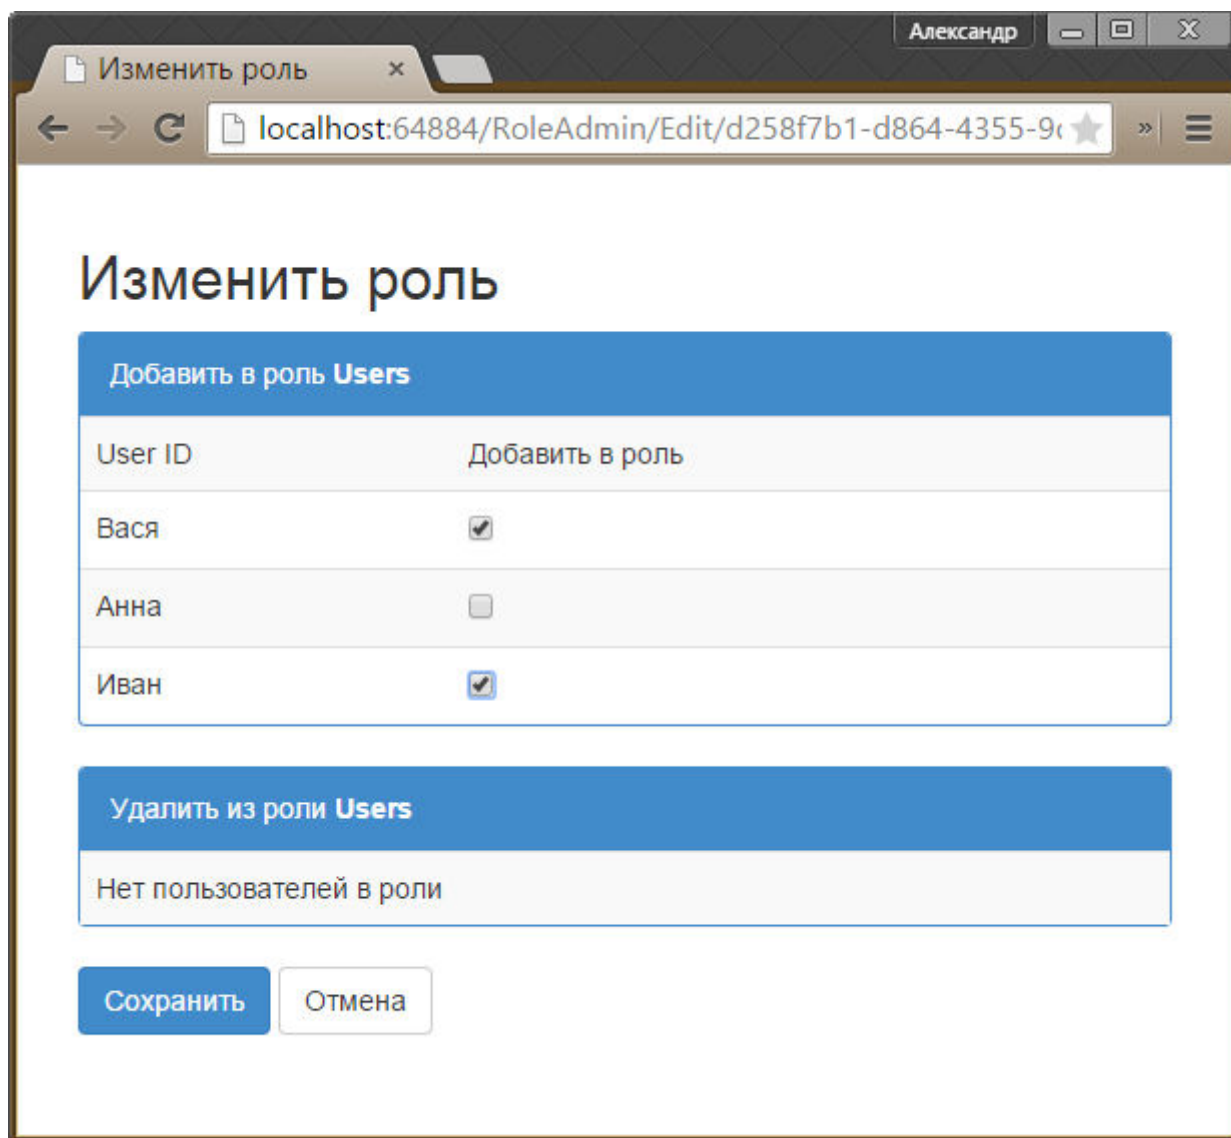 Александр
Изменить роль
localhost:64884/RoleAdmin/Edit/d258f7b1-d864-4355-9
Изменить роль
Добавить в роль Users
User ID Добавить в роль
Вася
Анна
Иван
Удалить из роли Users
Нет пользователей в роли
Сохранить Отмена